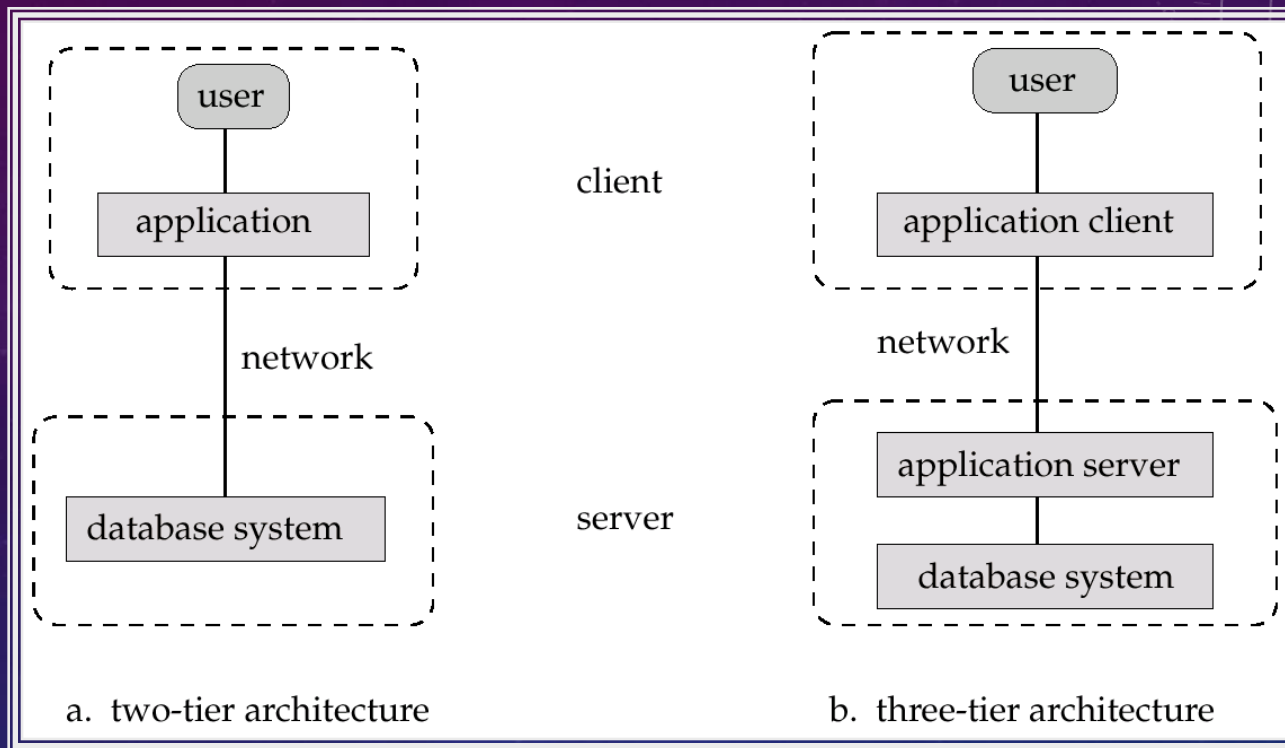 user
application
network
database system
a. two-tier architecture
client
server
user
application client
network
application server
database system
b. three-tier architecture